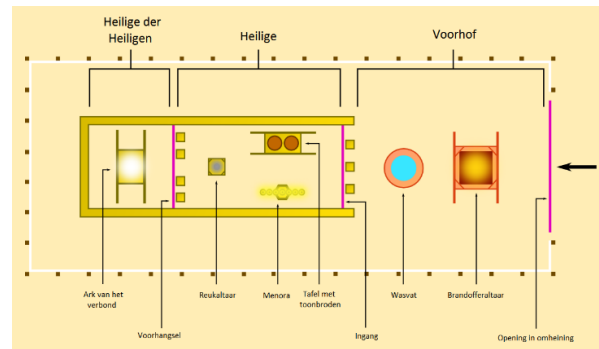 Heilige der
Heiligen
Heilige
Voorhof
Ark van het
verbond
Voorhangsel
Reukaltaar
Menora
Tafel met
toonbroden
Ingang
Wasvat
Brandofferaltaar
Opening in omheining